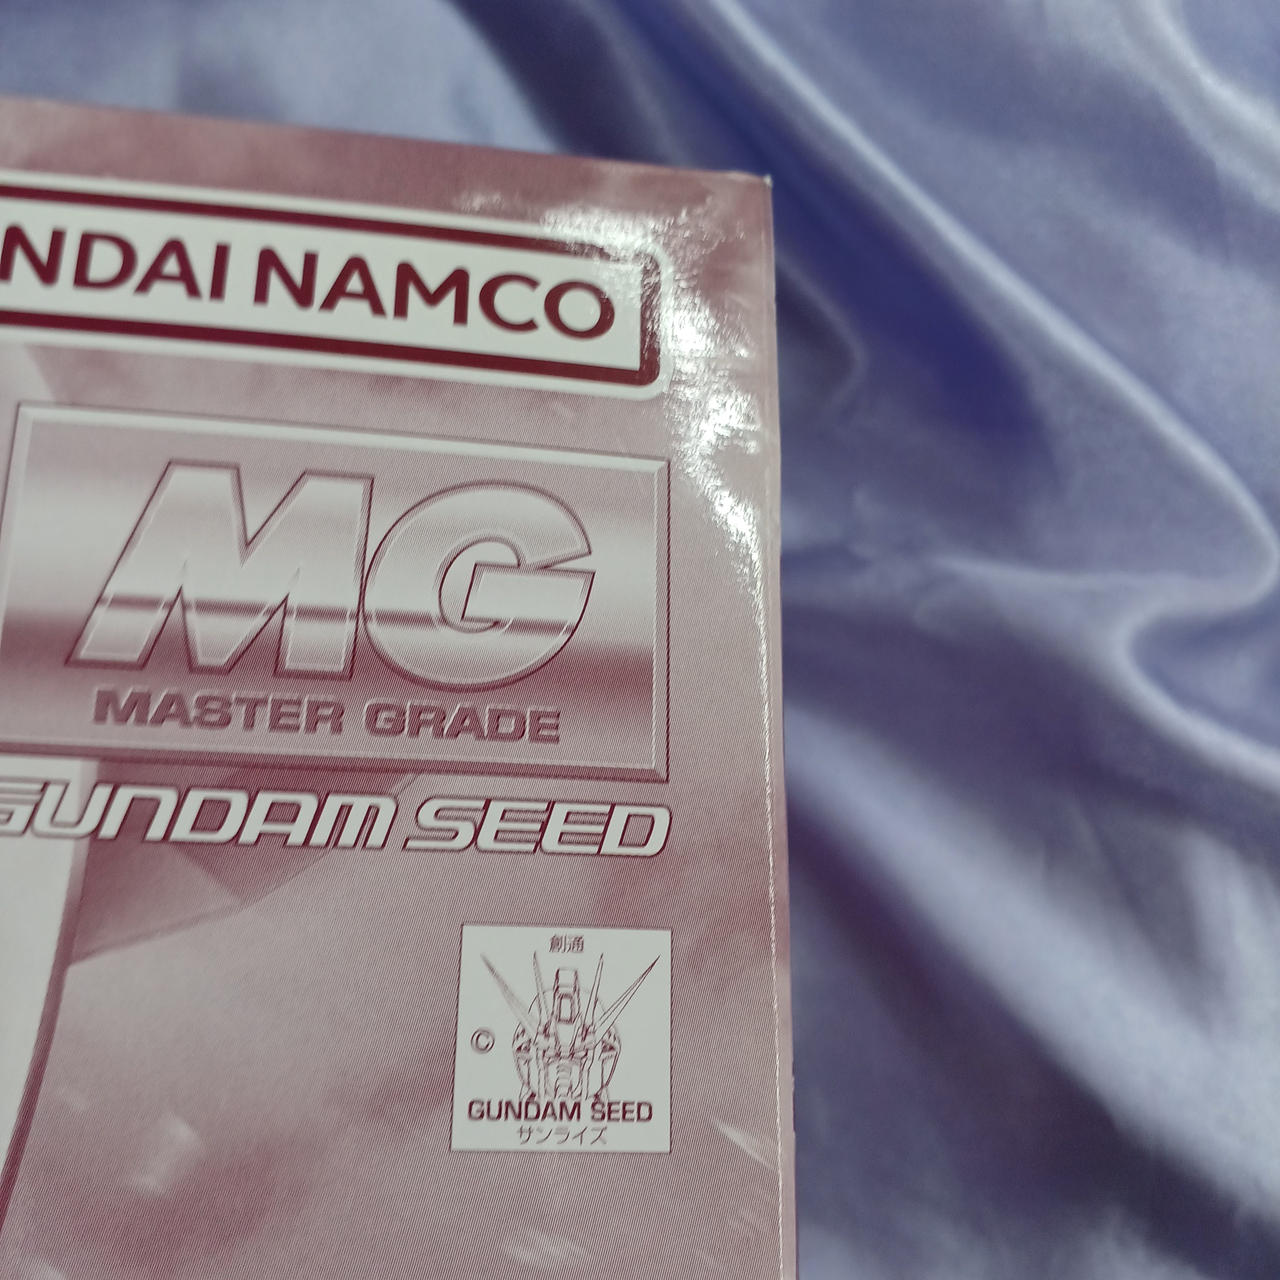 NDAI NAMCO
MG
MASTER GRADE
GUNDAM SEED
創通
©
GUNDAM SEED
サンライズ